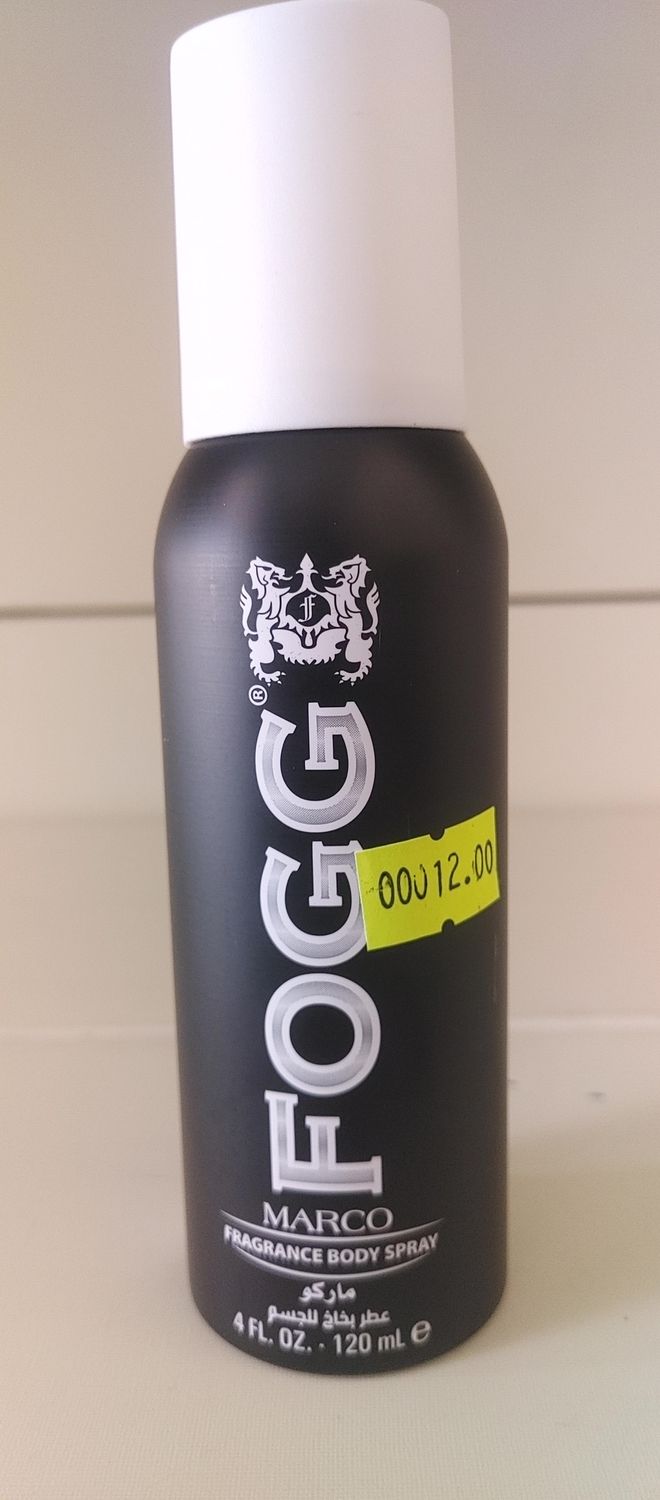 ®
FOGG
00012.00
MARCO
FRAGRANCE BODY SPRAY
ماركو
عطر بخاخ للجسم
4 FL. OZ. · 120 mL ℮